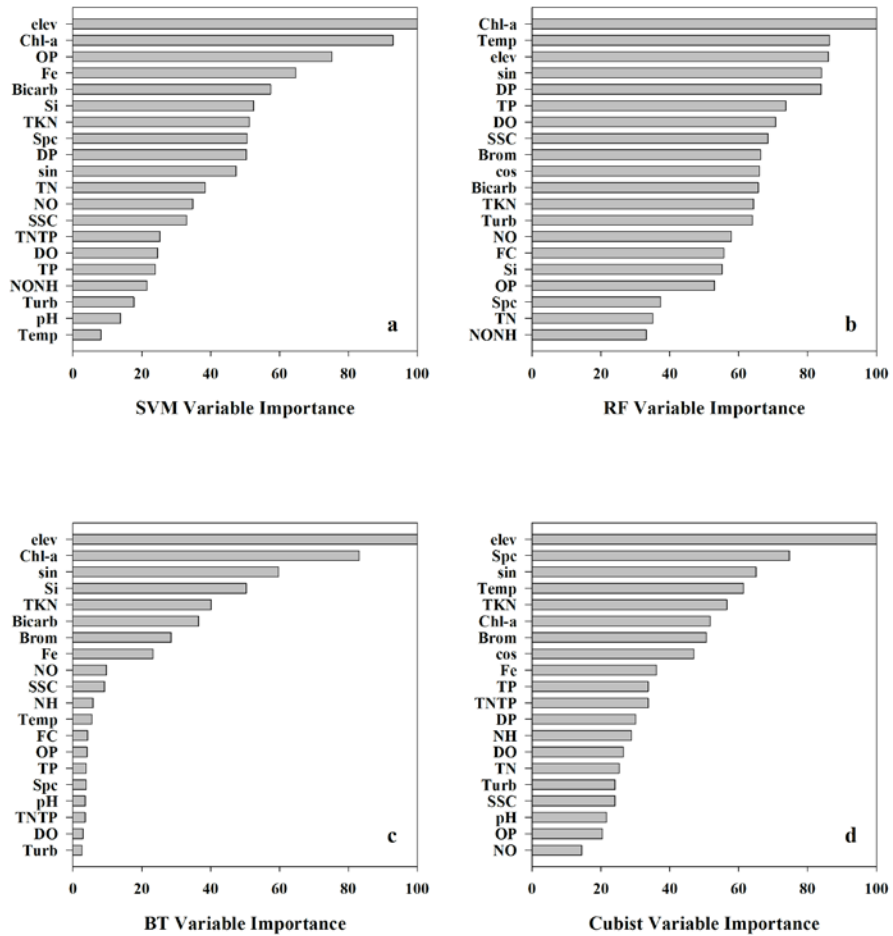 elev
Chl-a
OP
Fe
Bicarb
Si
TKN
Spc
DP
sin
TN
NO
SSC
TNTP
DO
TP
NONH
Turb
pH
Temp
a
0 20 40 60 80 100
SVM Variable Importance
Chl-a
Temp
elev
sin
DP
TP
DO
SSC
Brom
cos
Bicarb
TKN
Turb
NO
FC
Si
OP
Spc
TN
NONH
b
0 20 40 60 80 100
RF Variable Importance
elev
Chl-a
sin
Si
TKN
Bicarb
Brom
Fe
NO
SSC
NH
Temp
FC
OP
TP
Spc
pH
TNTP
DO
Turb
c
0 20 40 60 80 100
BT Variable Importance
elev
Spc
sin
Temp
TKN
Chl-a
Brom
cos
Fe
TP
TNTP
DP
NH
DO
TN
Turb
SSC
pH
OP
NO
d
0 20 40 60 80 100
Cubist Variable Importance